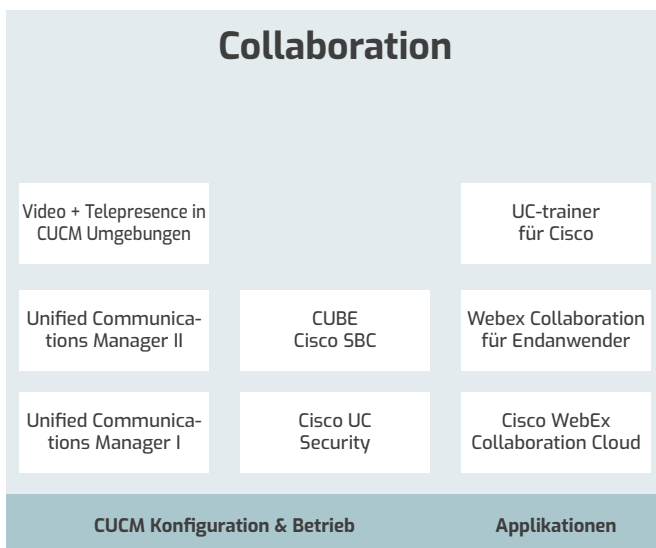 Collaboration
Video + Telepresence in
CUCM Umgebungen
UC-trainer
für Cisco
Unified Communica-
tions Manager II
CUBE
Cisco SBC
Webex Collaboration
für Endanwender
Unified Communica-
tions Manager I
Cisco UC
Security
Cisco WebEx
Collaboration Cloud
CUCM Konfiguration & Betrieb
Applikationen